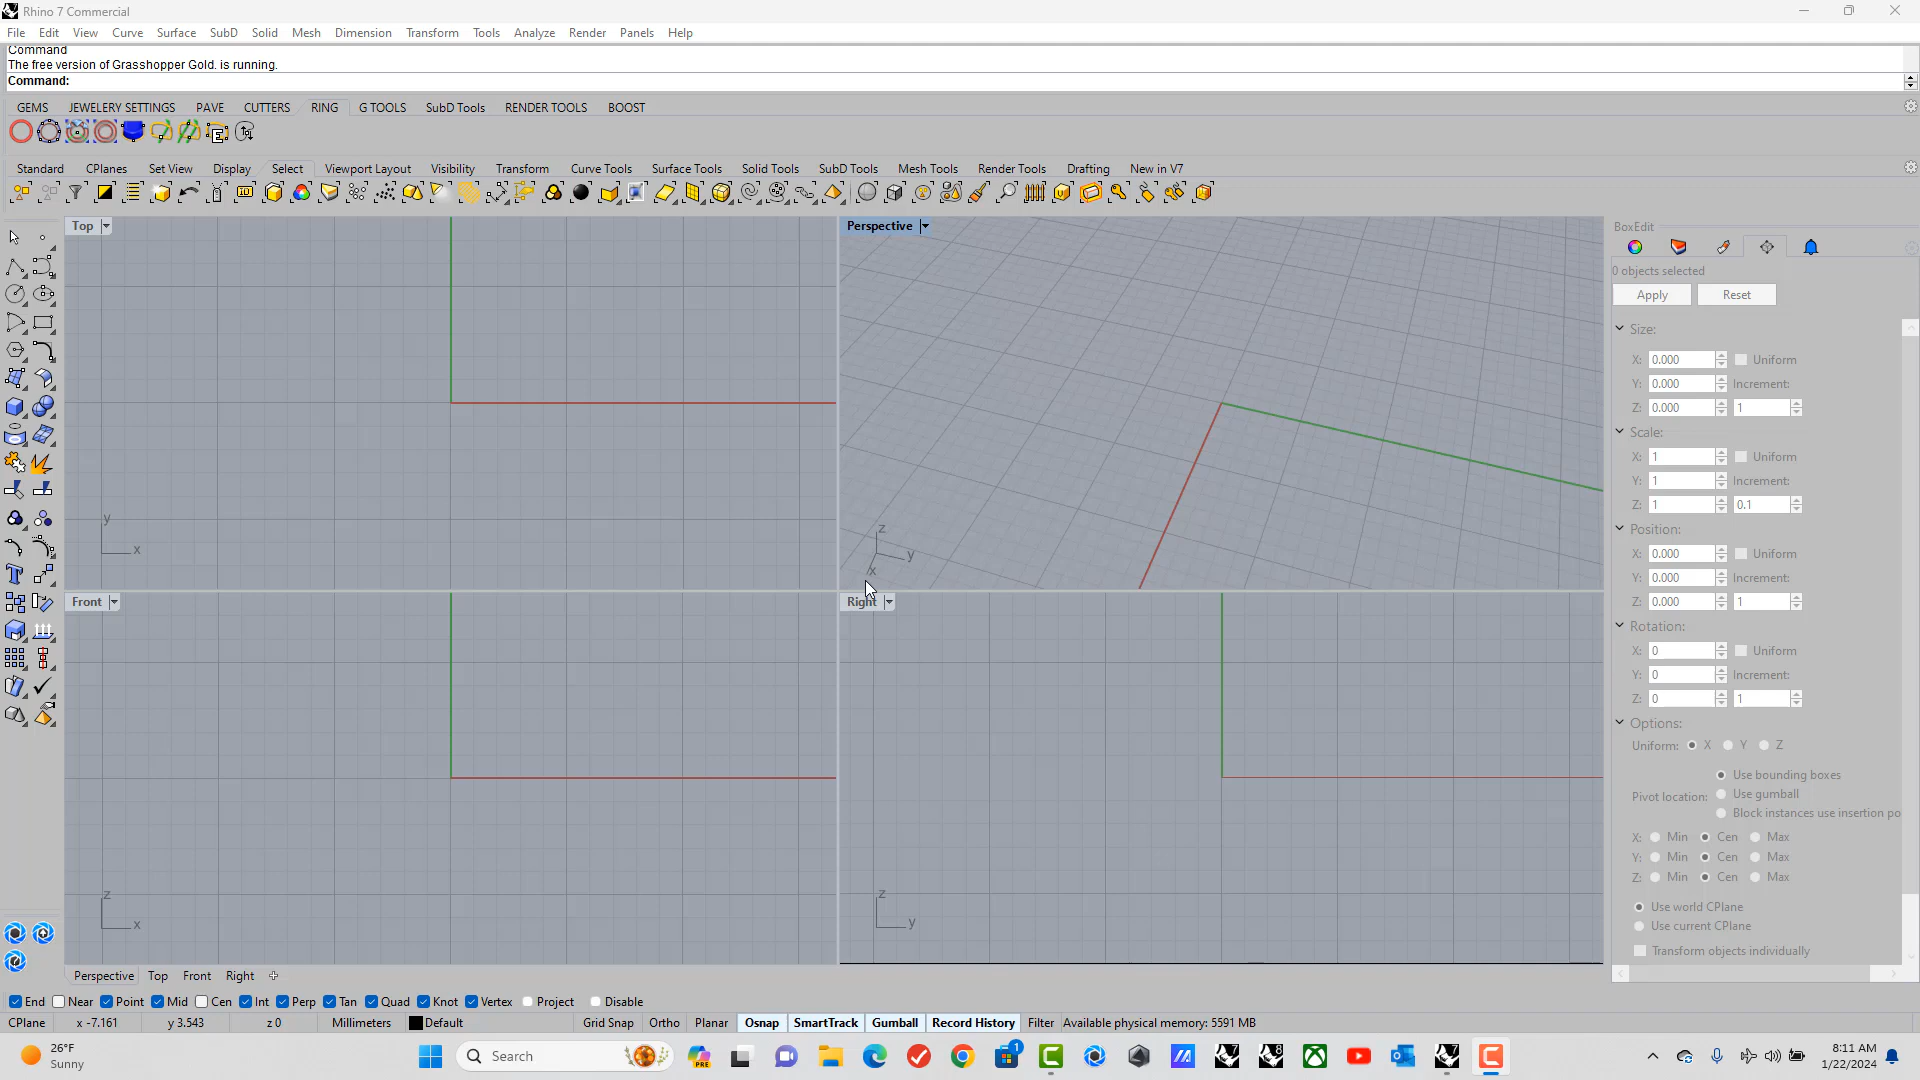 Rhino 7 Commercial
File Edit View Curve Surface SubD Solid Mesh Dimension Transform Tools Analyze Render Panels Help
Command
The free version of Grasshopper Gold. is running.
Command:
GEMS JEWELERY SETTINGS PAVE CUTTERS RING G TOOLS SubD Tools RENDER TOOLS BOOST
Standard CPlanes Set View Display Select Viewport Layout Visibility Transform Curve Tools Surface Tools Solid Tools SubD Tools Mesh Tools Render Tools Drafting New in V7
Top
Perspective
BoxEdit
0 objects selected
Apply Reset
Size:
X: 0.000 Uniform
Y: 0.000 Increment:
Z: 0.000 1
Scale:
X: 1 Uniform
Y: 1 Increment:
Z: 1 0.1
y
x
z
y
x
Position:
X: 0.000 Uniform
Y: 0.000 Increment:
Z: 0.000 1
Front
Right
Rotation:
X: 0 Uniform
Y: 0 Increment:
Z: 0 1
Options:
Uniform: X Y Z
Use bounding boxes
Pivot location: Use gumball
Block instances use insertion po
X: Min Cen Max
Y: Min Cen Max
Z: Min Cen Max
Use world CPlane
Use current CPlane
Transform objects individually
z
x
z
y
Perspective Top Front Right
End Near Point Mid Cen Int Perp Tan Quad Knot Vertex Project Disable
CPlane x -7.161 y 3.543 z 0 Millimeters Default Grid Snap Ortho Planar Osnap SmartTrack Gumball Record History Filter Available physical memory: 5591 MB
26°F
Sunny
Search
PRE
1
7
8
7
8:11 AM
1/22/2024